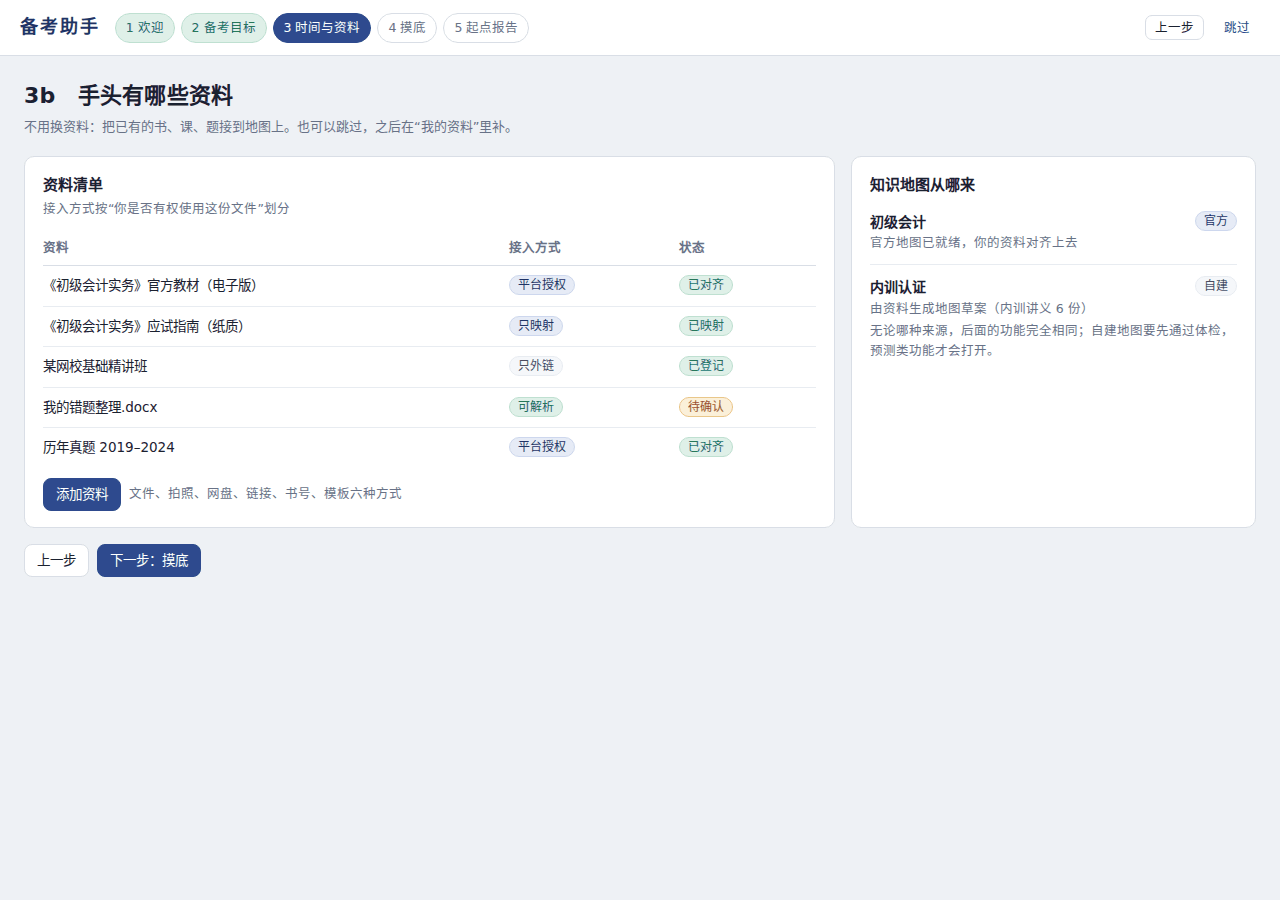 备考助手
1 欢迎
2 备考目标
3 时间与资料
4 摸底
5 起点报告
上一步
跳过
3b 手头有哪些资料
不用换资料：把已有的书、课、题接到地图上。也可以跳过，之后在“我的资料”里补。
资料清单
接入方式按“你是否有权使用这份文件”划分
资料 接入方式 状态
《初级会计实务》官方教材（电子版） 平台授权 已对齐
《初级会计实务》应试指南（纸质） 只映射 已映射
某网校基础精讲班 只外链 已登记
我的错题整理.docx 可解析 待确认
历年真题 2019–2024 平台授权 已对齐
添加资料 文件、拍照、网盘、链接、书号、模板六种方式
知识地图从哪来
初级会计 官方
官方地图已就绪，你的资料对齐上去
内训认证 自建
由资料生成地图草案（内训讲义 6 份）
无论哪种来源，后面的功能完全相同；自建地图要先通过体检，
预测类功能才会打开。
上一步
下一步：摸底